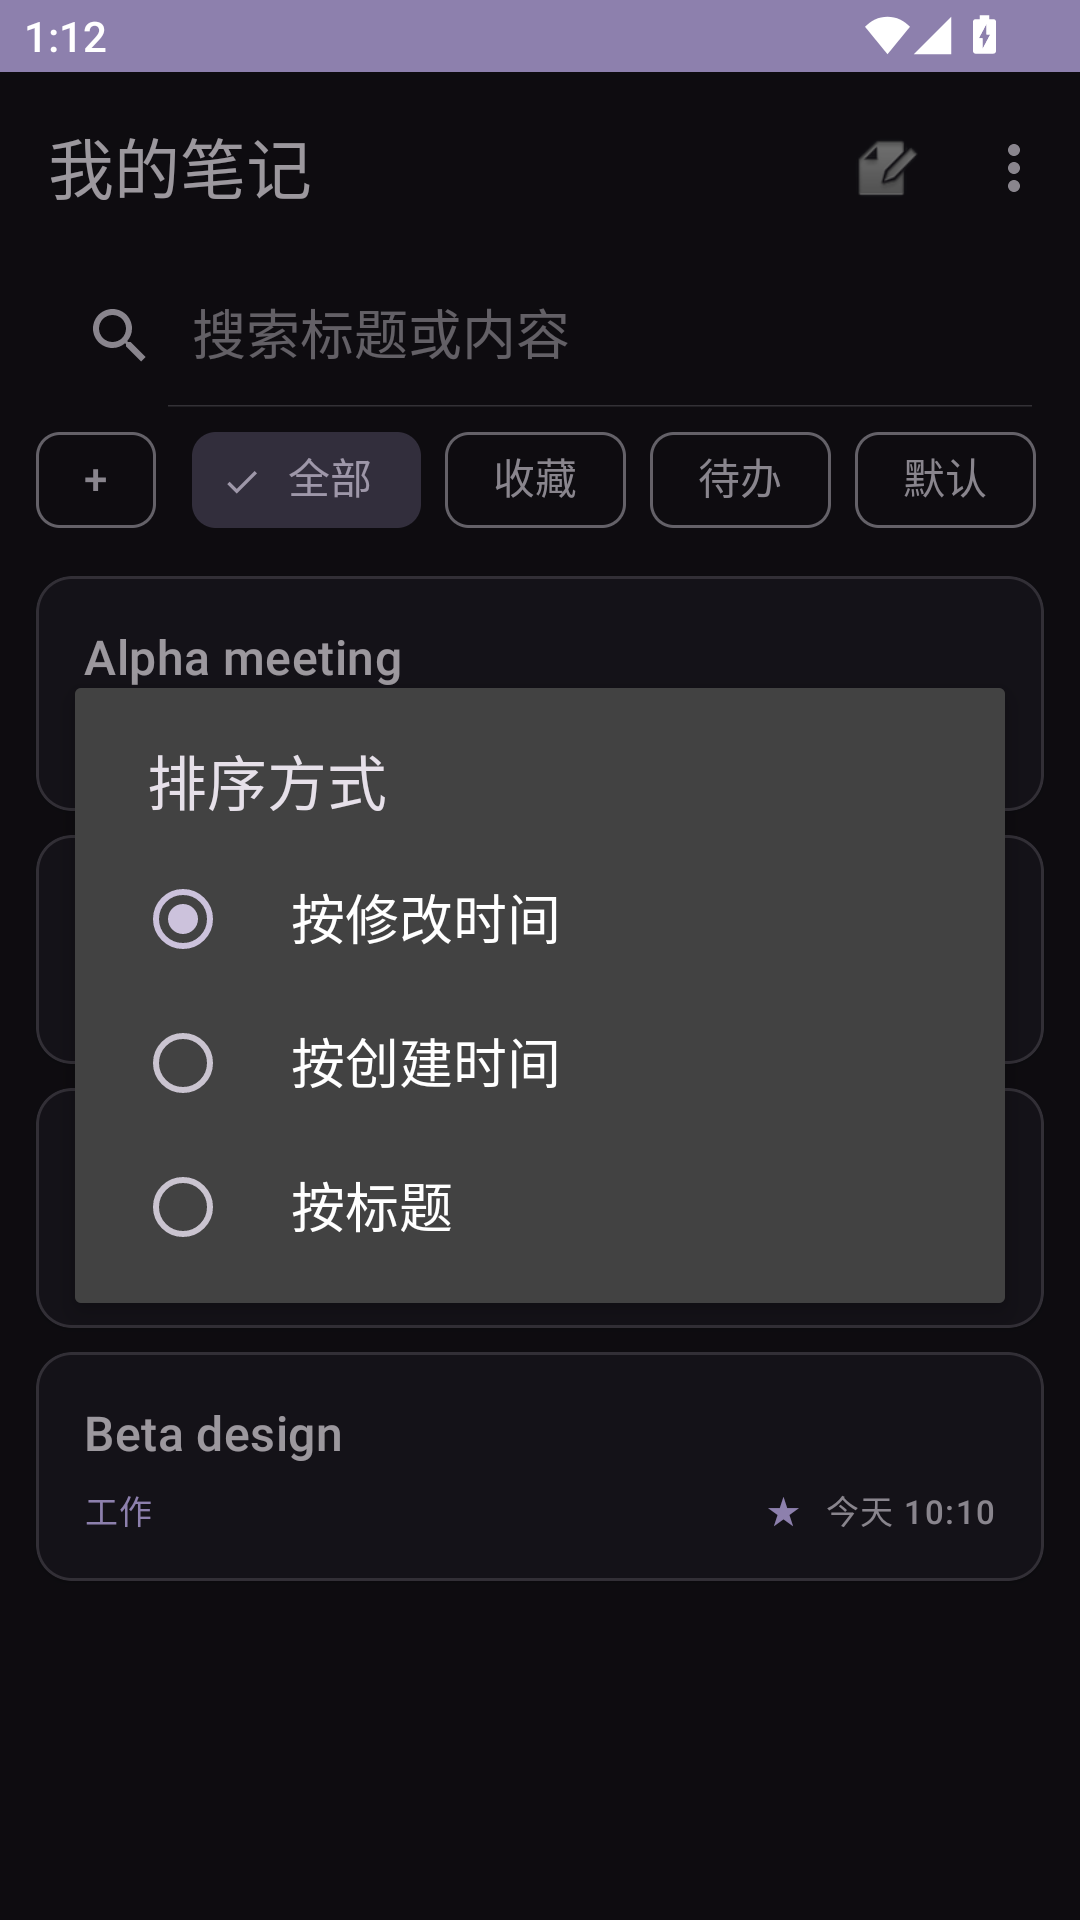 1:12
我的笔记
搜索标题或内容
+ 全部 收藏 待办 默认
Alpha meeting
排序方式
按修改时间
按创建时间
按标题
Beta design
工作 ★ 今天 10:10